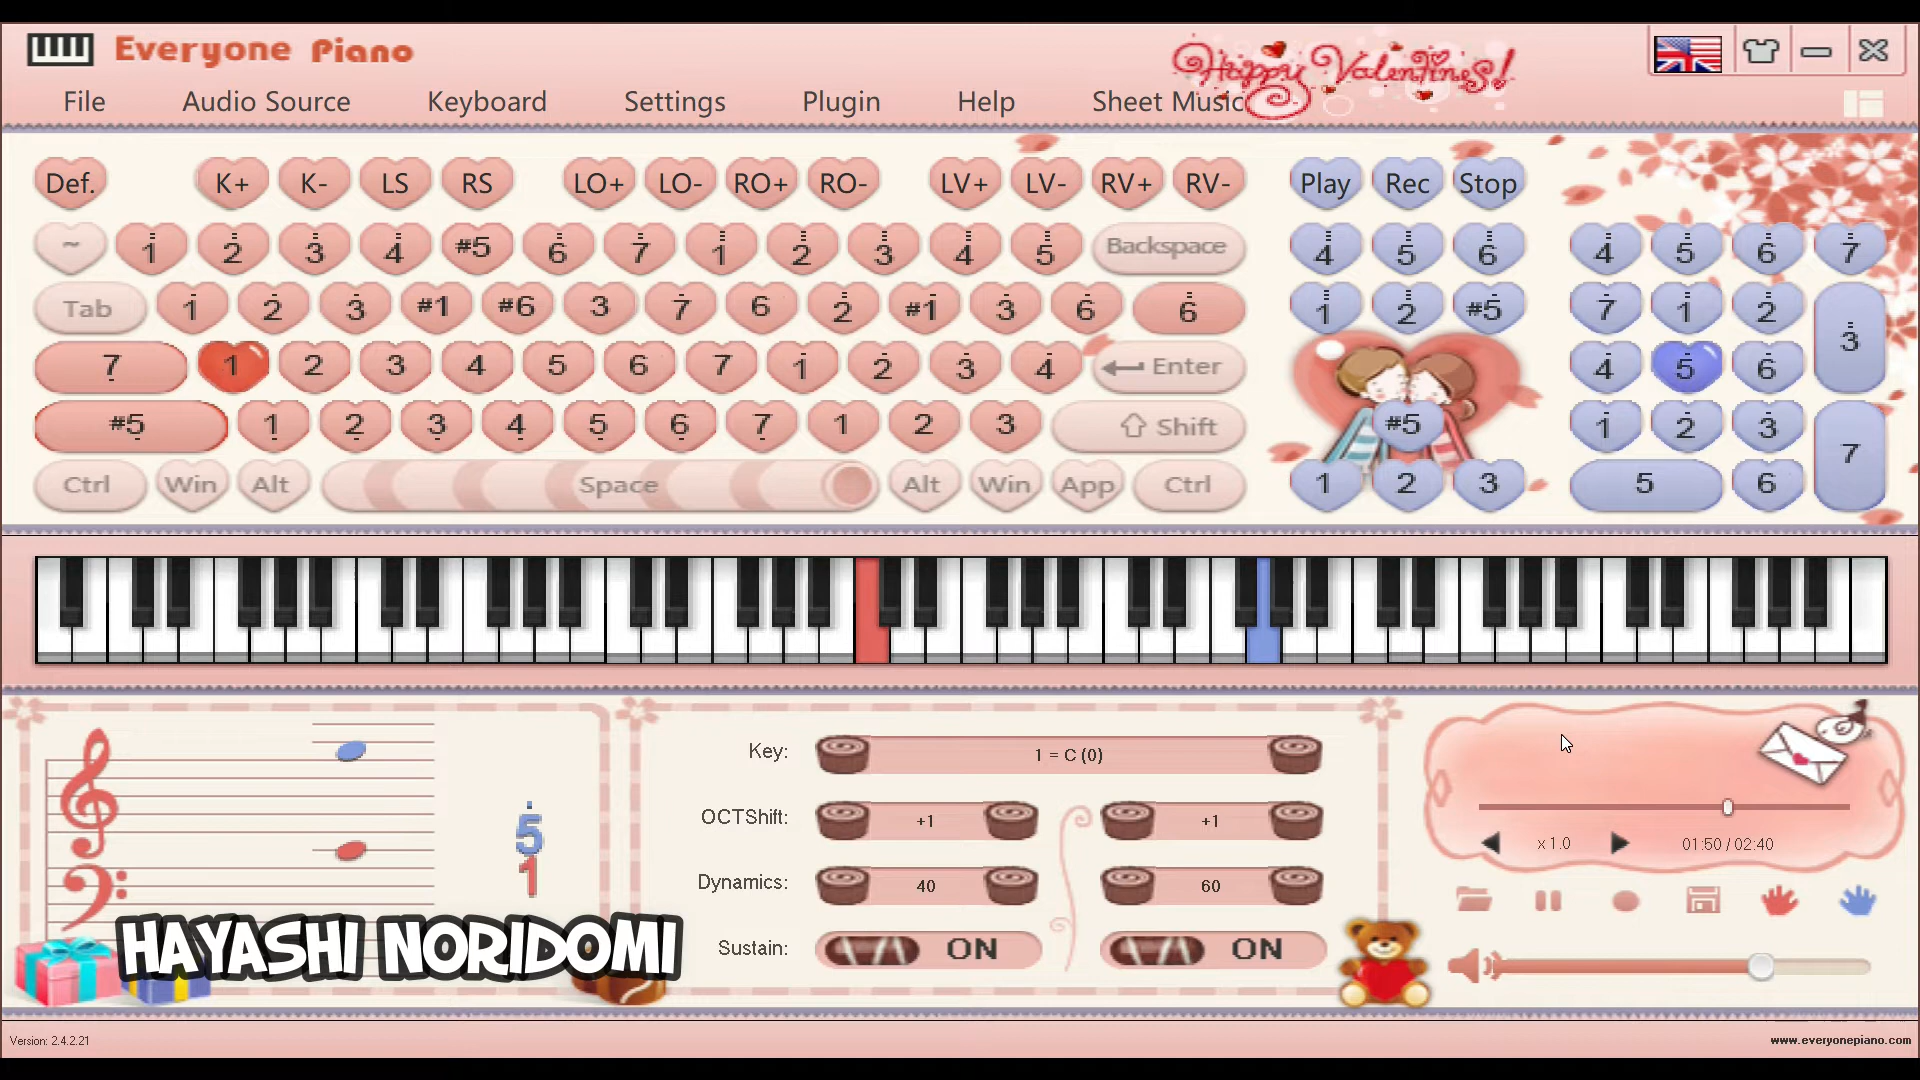 Everyone Piano
Happy Valentines!
File Audio Source Keyboard Settings Plugin Help Sheet Music
Def. K+ K- LS RS LO+ LO- RO+ RO- LV+ LV- RV+ RV- Play Rec Stop
~ 1 2 3 4 #5 6 7 1 2 3 4 5 Backspace 4 5 6 4 5 6 7
Tab 1 2 3 #1 #6 3 7 6 2 #1 3 6 6 1 2 #5 7 1 2 3
7 1 2 3 4 5 6 7 1 2 3 4 Enter 4 5 6
#5 1 2 3 4 5 6 7 1 2 3 Shift #5 1 2 3 7
Ctrl Win Alt Space Alt Win App Ctrl 1 2 3 5 6
5
1
Key: 1 = C (0)
OCTShift: +1 +1
Dynamics: 40 60
Sustain: ON ON
x 1.0 01:50 / 02:40
HAYASHI NORIDOMI
Version: 2.4.2.21
www.everyonepiano.com